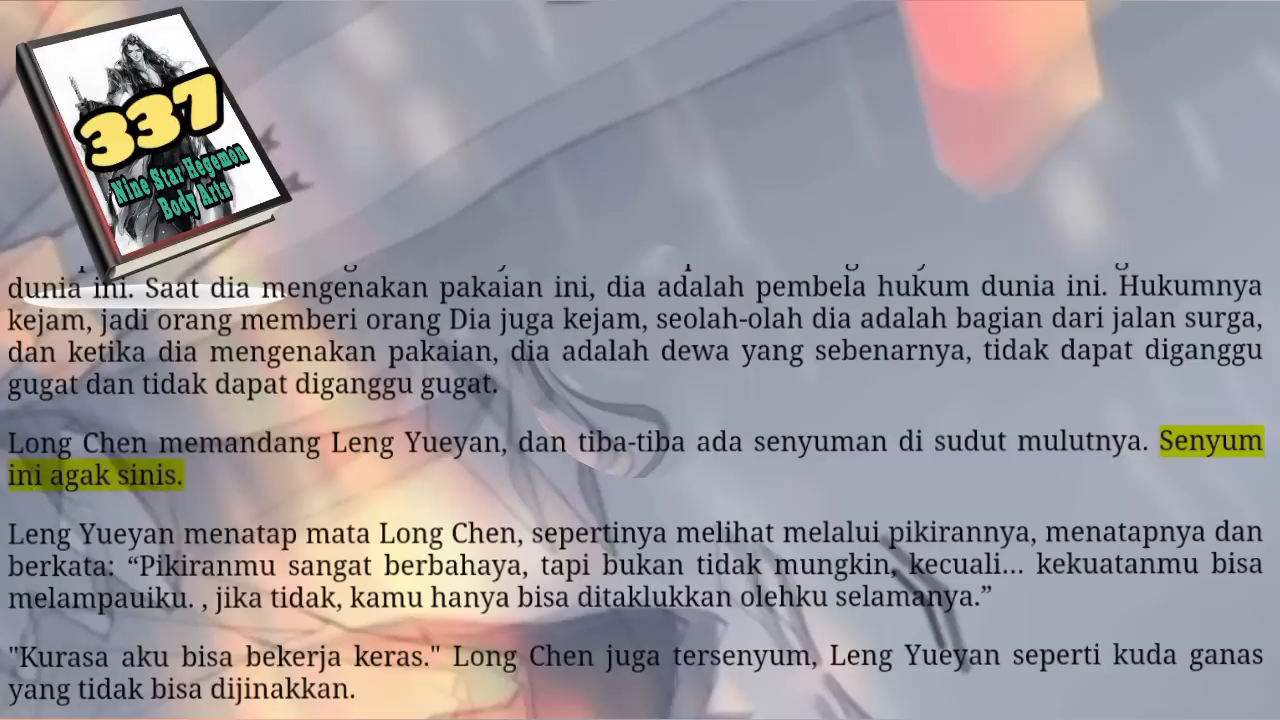 337
Nine Star Hegemon
Body Arts
dunia ini. Saat dia mengenakan pakaian ini, dia adalah pembela hukum dunia ini. Hukumnya
kejam, jadi orang memberi orang Dia juga kejam, seolah-olah dia adalah bagian dari jalan surga,
dan ketika dia mengenakan pakaian, dia adalah dewa yang sebenarnya, tidak dapat diganggu
gugat dan tidak dapat diganggu gugat.
Long Chen memandang Leng Yueyan, dan tiba-tiba ada senyuman di sudut mulutnya. Senyum
ini agak sinis.
Leng Yueyan menatap mata Long Chen, sepertinya melihat melalui pikirannya, menatapnya dan
berkata: “Pikiranmu sangat berbahaya, tapi bukan tidak mungkin, kecuali... kekuatanmu bisa
melampauiku. , jika tidak, kamu hanya bisa ditaklukkan olehku selamanya.”
"Kurasa aku bisa bekerja keras." Long Chen juga tersenyum, Leng Yueyan seperti kuda ganas
yang tidak bisa dijinakkan.